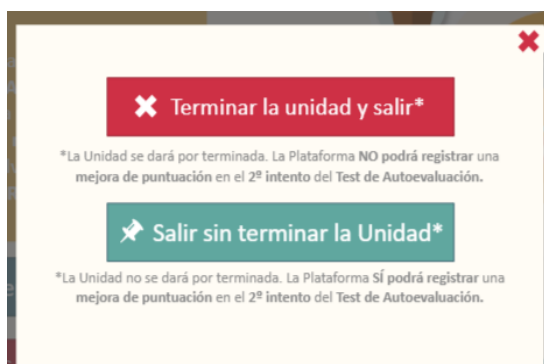 Terminar la unidad y salir*
*La Unidad se dará por terminada. La Plataforma NO podrá registrar una
mejora de puntuación en el 2º intento del Test de Autoevaluación.
Salir sin terminar la Unidad*
*La Unidad no se dará por terminada. La Plataforma SÍ podrá registrar una
mejora de puntuación en el 2º intento del Test de Autoevaluación.